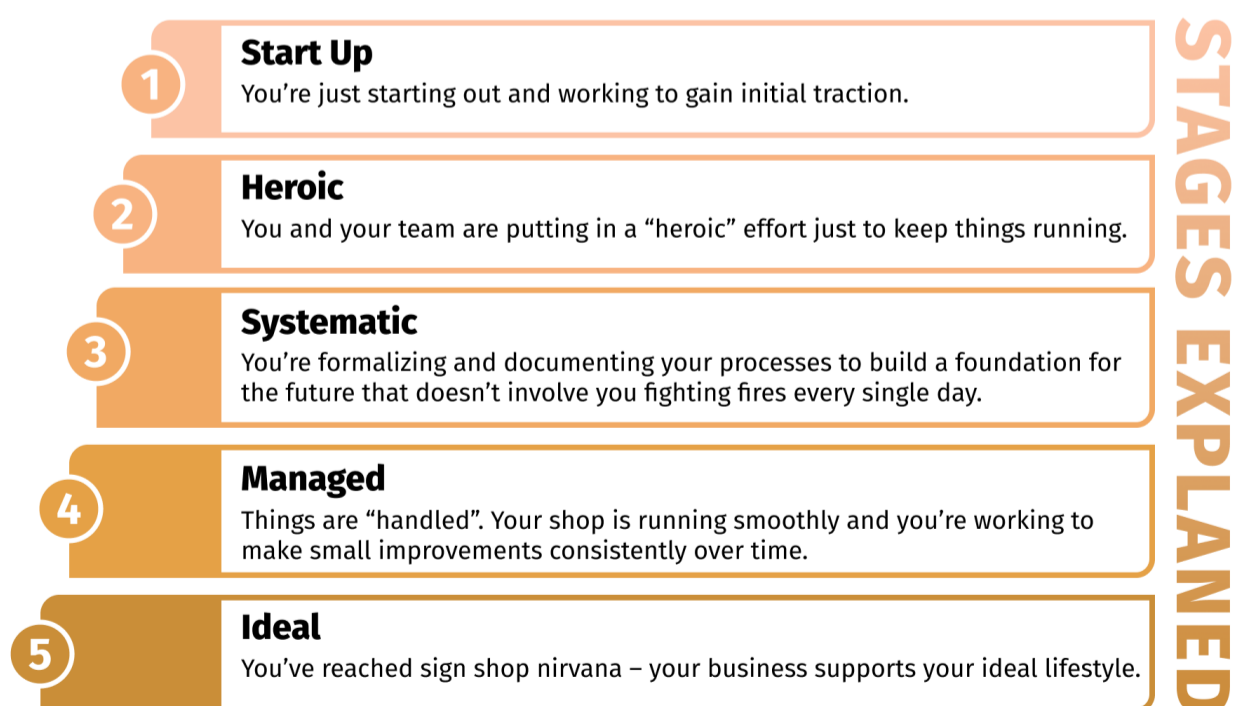 1
Start Up
You’re just starting out and working to gain initial traction.
2
Heroic
You and your team are putting in a “heroic” effort just to keep things running.
3
Systematic
You’re formalizing and documenting your processes to build a foundation for
the future that doesn’t involve you fighting fires every single day.
4
Managed
Things are “handled”. Your shop is running smoothly and you’re working to
make small improvements consistently over time.
5
Ideal
You’ve reached sign shop nirvana – your business supports your ideal lifestyle.
STAGES EXPLANED